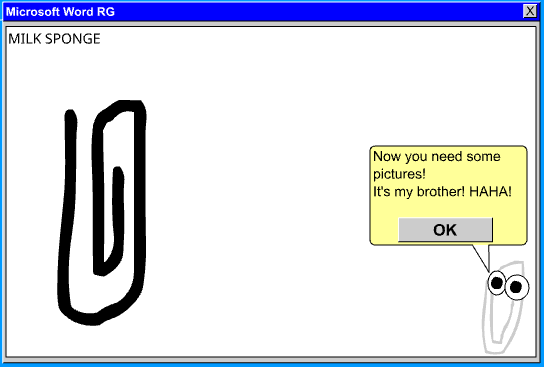 Microsoft Word RG
X
MILK SPONGE
Now you need some
pictures!
It's my brother! HAHA!
OK